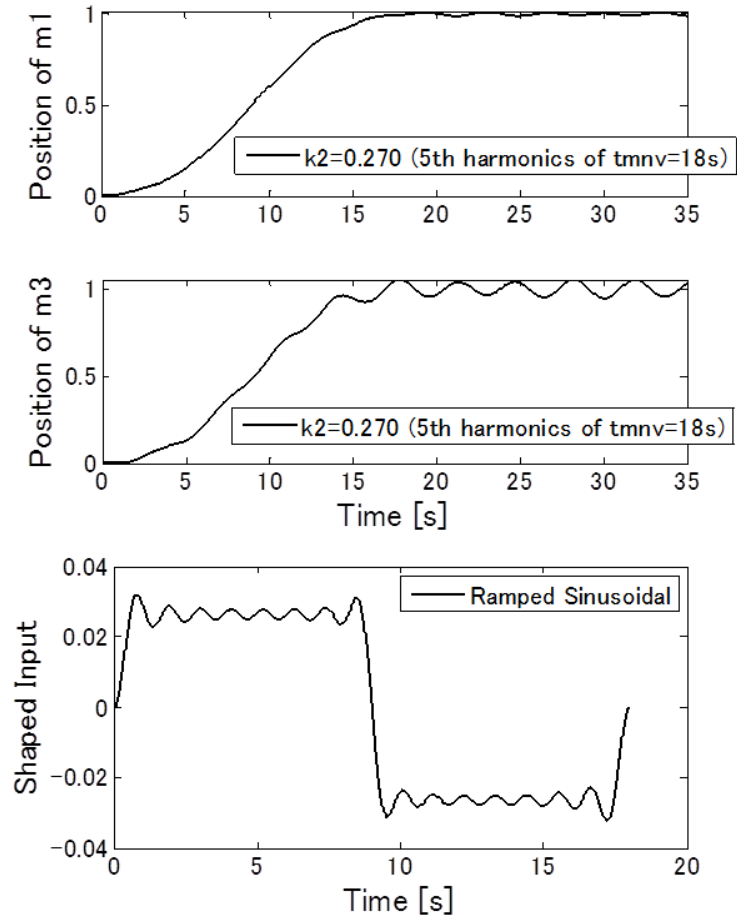 1
0.5
0
Position of m1
k2=0.270 (5th harmonics of tmnv=18s)
0 5 10 15 20 25 30 35
1
0.5
0
Position of m3
k2=0.270 (5th harmonics of tmnv=18s)
0 5 10 15 20 25 30 35
Time [s]
0.04
0.02
0
-0.02
-0.04
Shaped Input
Ramped Sinusoidal
0 5 10 15 20
Time [s]